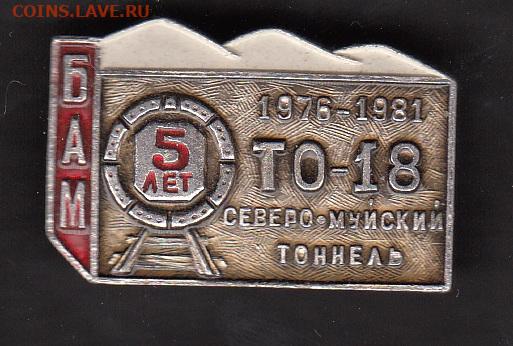 COINS.LAVE.RU
БАМ
5
ЛЕТ
1976-1981
ТО-18
СЕВЕРО·МУЙСКИЙ
ТОННЕЛЬ